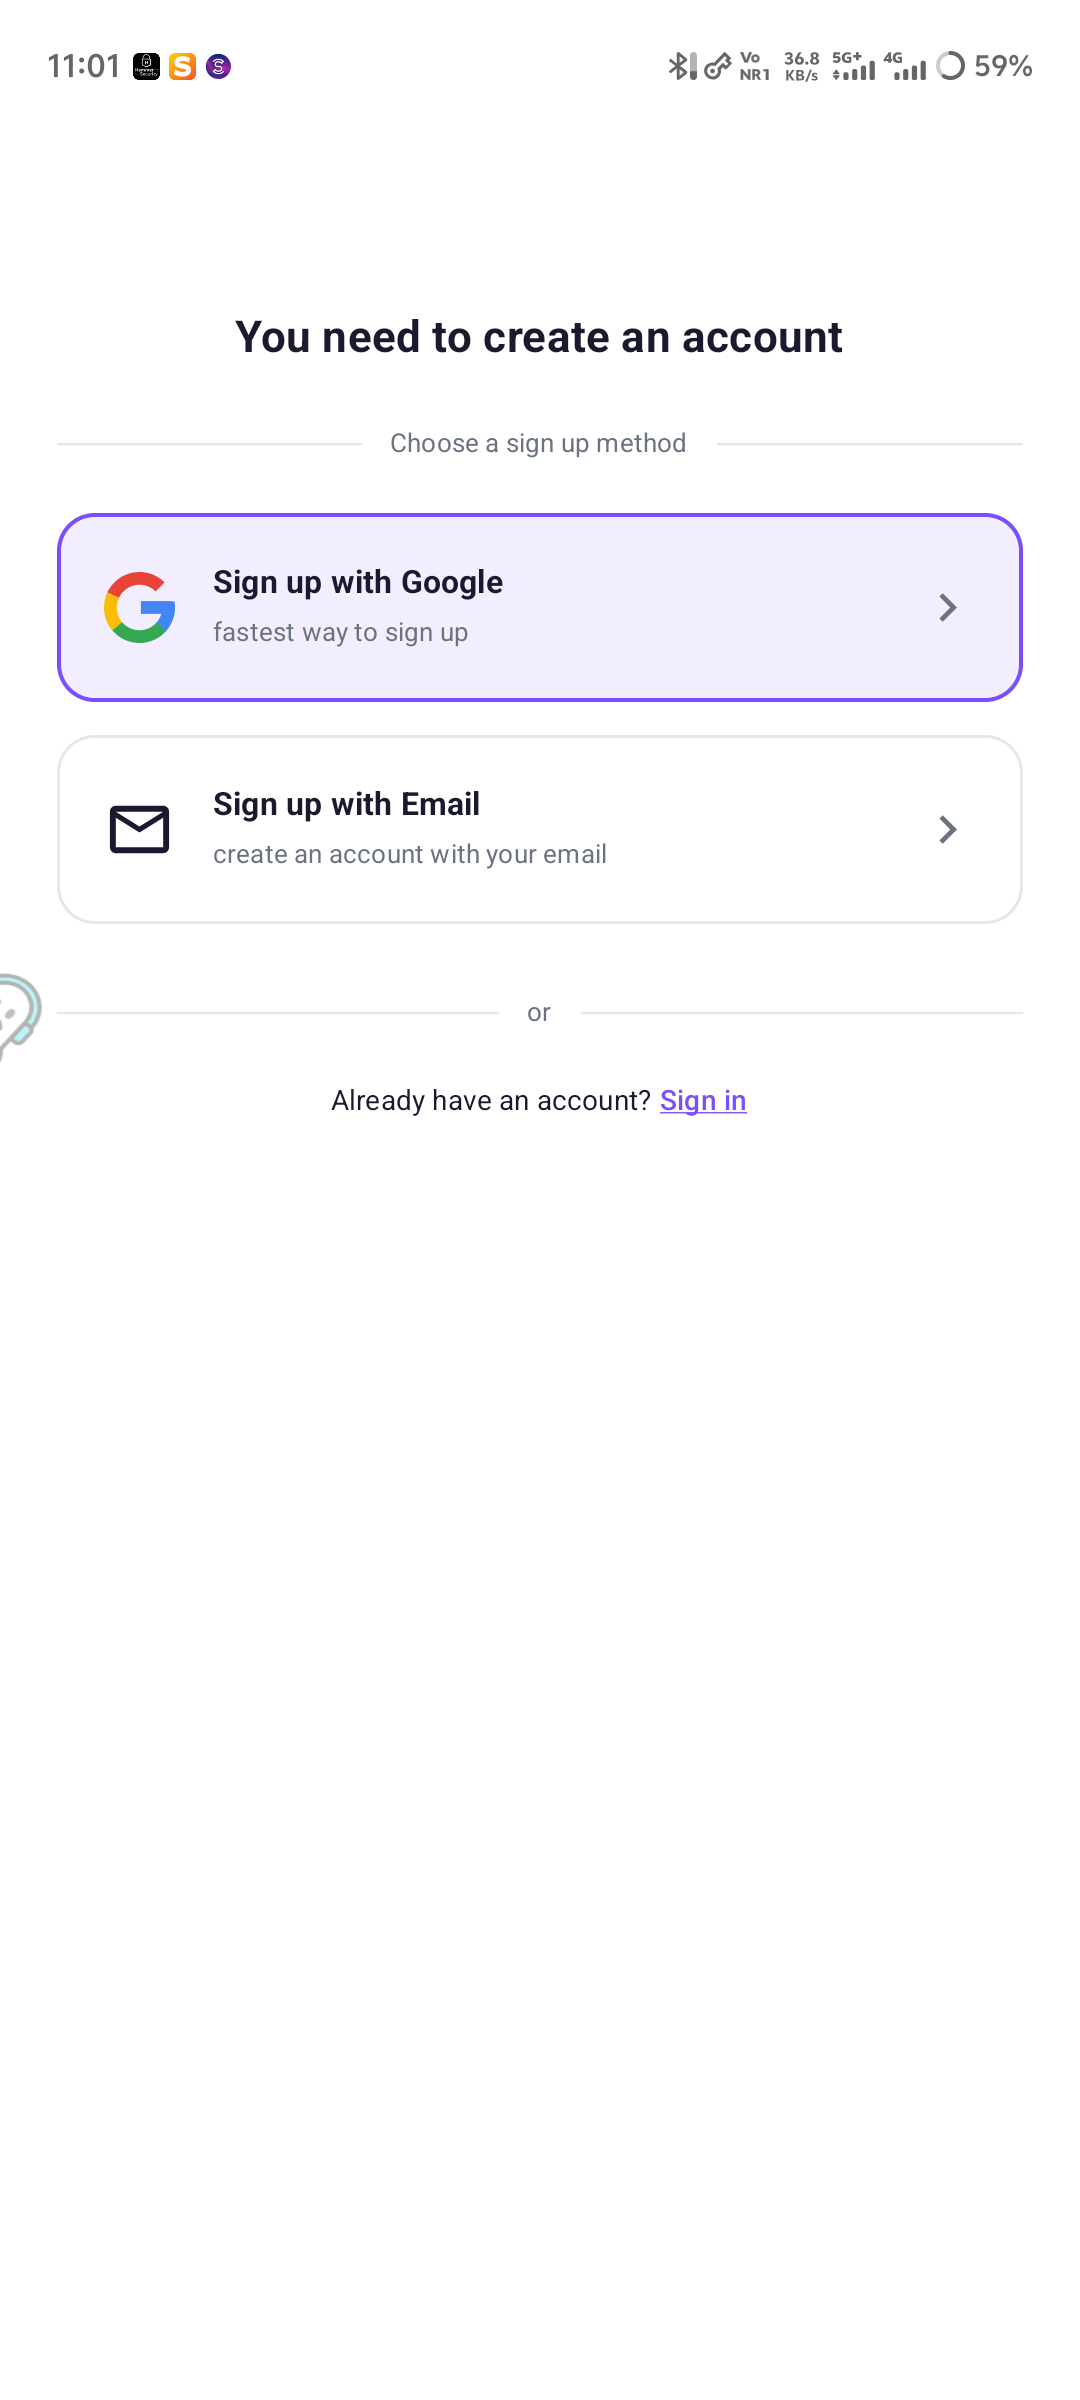 11:01 Vo NR1 36.8 KB/s 5G+ 4G 59%
You need to create an account
Choose a sign up method
Sign up with Google
fastest way to sign up
Sign up with Email
create an account with your email
or
Already have an account? Sign in